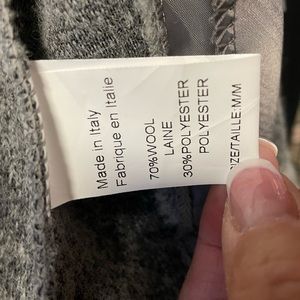 Made in Italy
Fabrique en Italie
70%WOOL
LAINE
30%POLYESTER
POLYESTER
SIZE/TAILLE:M/M